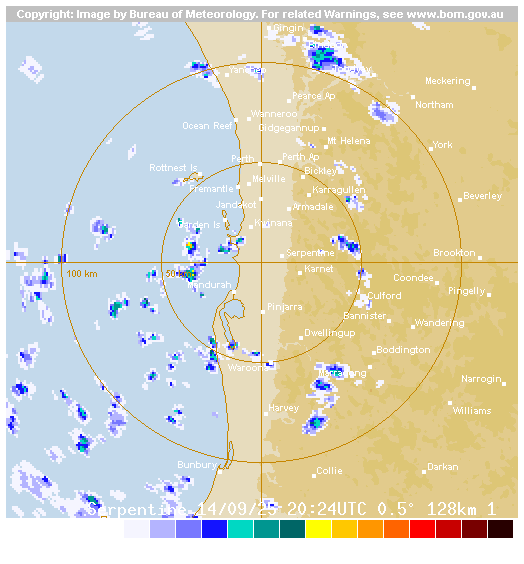 Copyright: Image by Bureau of Meteorology. For related Warnings, see www.bom.gov.au
Gingin
Meckering
Pearce Ap
Northam
Wanneroo
Ocean Reef
Gidgegannup
Mt Helena
York
Perth
Perth Ap
Rottnest Is
Bickley
Melville
Fremantle
Karragullen
Beverley
Jandakot
Armadale
Garden Is
Kwinana
Serpentine
Brookton
100 km
50 km
Karnet
Coondee
Mandurah
Pingelly
Culford
Pinjarra
Bannister
Wandering
Dwellingup
Boddington
Waroona
Narrogin
Harvey
Williams
Bunbury
Collie
Darkan
Serpentine 14/09/23 20:24UTC 0.5° 128km 1